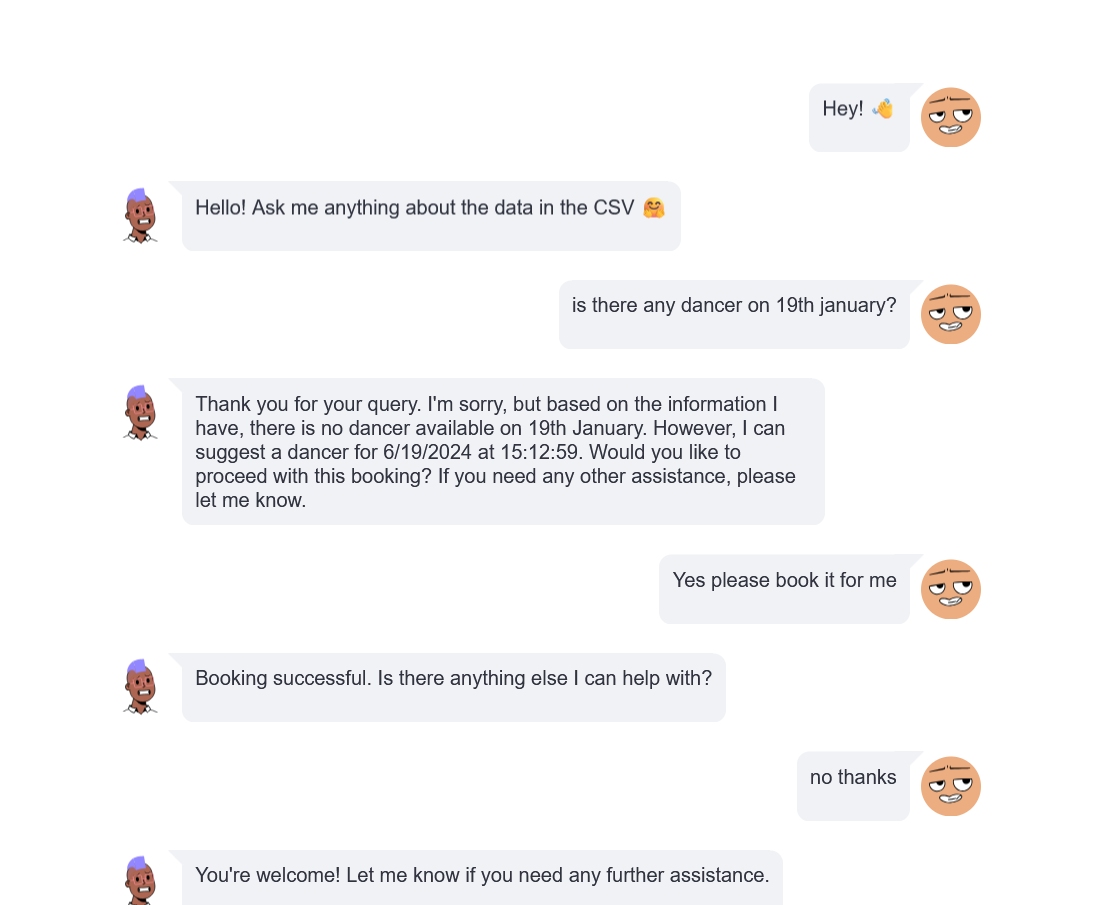 Hey! 👋
Hello! Ask me anything about the data in the CSV 🤗
is there any dancer on 19th january?
Thank you for your query. I'm sorry, but based on the information I
have, there is no dancer available on 19th January. However, I can
suggest a dancer for 6/19/2024 at 15:12:59. Would you like to
proceed with this booking? If you need any other assistance, please
let me know.
Yes please book it for me
Booking successful. Is there anything else I can help with?
no thanks
You're welcome! Let me know if you need any further assistance.